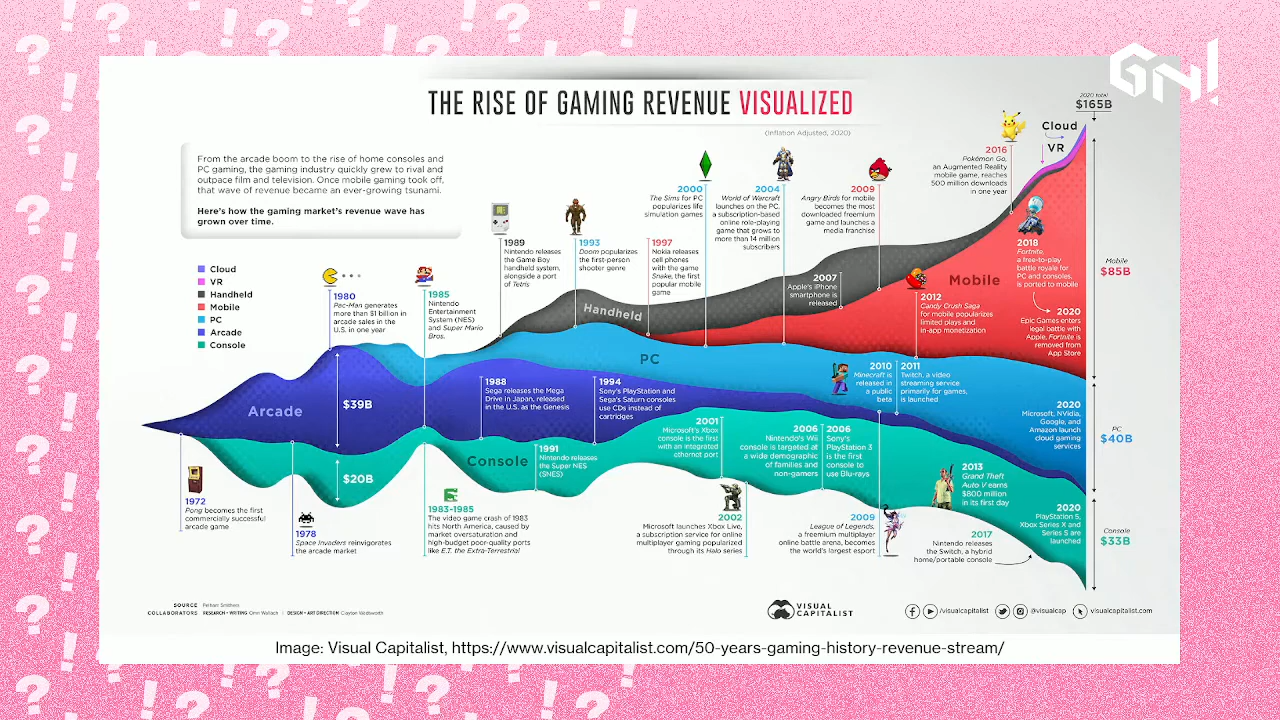 GN!
THE RISE OF GAMING REVENUE VISUALIZED
(Inflation Adjusted, 2020)
From the arcade boom to the rise of home consoles and
PC gaming, the gaming industry quickly grew to rival and
outpace film and television. Once mobile gaming took off,
that wave of revenue became an ever-growing tsunami.
Here's how the gaming market's revenue wave has
grown over time.
Cloud
VR
Handheld
Mobile
PC
Arcade
Console
1972
Pong becomes the first
commercially successful
arcade game
1978
Space Invaders reinvigorates
the arcade market
1980
Pac-Man generates
more than $1 billion in
arcade sales in the
U.S. in one year
1983-1985
The video game crash of 1983
hits North America, caused by
market oversaturation and
high-budget poor-quality ports
like E.T. the Extra-Terrestrial
1985
Nintendo
Entertainment
System (NES)
and Super Mario
Bros.
1988
Sega releases the Mega
Drive in Japan, released
in the U.S. as the Genesis
1989
Nintendo releases
the Game Boy
handheld system,
alongside a port
of Tetris
1991
Nintendo releases
the Super NES
(SNES)
1993
Doom popularizes
the first-person
shooter genre
1994
Sony's PlayStation and
Sega's Saturn consoles
use CDs instead of
cartridges
1997
Nokia releases
cell phones
with the game
Snake, the first
popular mobile
game
2000
The Sims for PC
popularizes life
simulation games
2001
Microsoft's Xbox
console is the first
with an integrated
ethernet port
2002
Microsoft launches Xbox Live,
a subscription service for online
multiplayer gaming popularized
through its Halo series
2004
World of Warcraft
launches on the PC,
a subscription-based
online role-playing
game that grows to
more than 14 million
subscribers
2006
Nintendo's Wii
console is targeted at
a wide demographic
of families and
non-gamers
2006
Sony's
PlayStation 3
is the first
console to
use Blu-rays
2007
Apple's iPhone
smartphone is
released
2009
Angry Birds for mobile
becomes the most
downloaded freemium
game and launches a
media franchise
2009
League of Legends,
a freemium multiplayer
online battle arena, becomes
the world's largest esport
2010
Minecraft is
released in
a public
beta
2011
Twitch, a video
streaming service
primarily for games,
is launched
2012
Candy Crush Saga
for mobile popularizes
limited plays and
in-app monetization
2013
Grand Theft
Auto V earns
$800 million
in its first day
2016
Pokémon Go,
an Augmented Reality
mobile game, reaches
500 million downloads
in one year
2017
Nintendo releases
the Switch, a hybrid
home/portable console
2018
Fortnite,
a free-to-play
battle royale for
PC and consoles,
is ported to mobile
2020
Epic Games enters
legal battle with
Apple, Fortnite is
removed from
App Store
2020
Microsoft, NVidia,
Google, and
Amazon launch
cloud gaming
services
2020
PlayStation 5,
Xbox Series X and
Series S are
launched
Arcade
Console
Handheld
PC
Mobile
Cloud
VR
$39B
$20B
2020 total
$165B
Mobile
$85B
PC
$40B
Console
$33B
SOURCE Pelham Smithers
COLLABORATORS RESEARCH + WRITING Omri Wallach | DESIGN + ART DIRECTION Clayton Wadsworth
VISUAL
CAPITALIST
/visualcapitalist @visualcap visualcapitalist.com
Image: Visual Capitalist, https://www.visualcapitalist.com/50-years-gaming-history-revenue-stream/